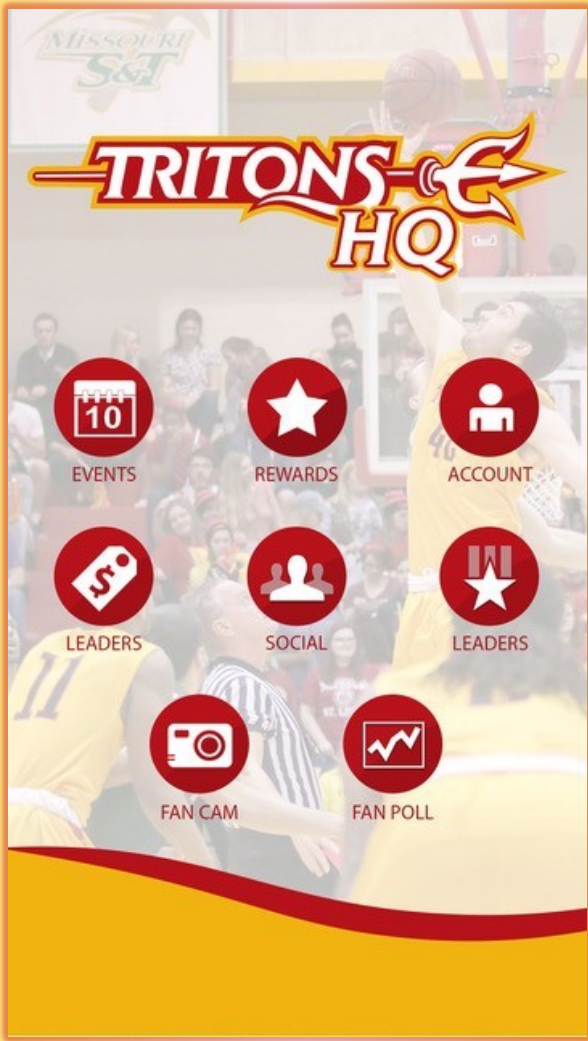 MISSOURI
S&T
TRITONS
HQ
10
EVENTS
REWARDS
ACCOUNT
$
LEADERS
SOCIAL
LEADERS
11
FAN CAM
FAN POLL